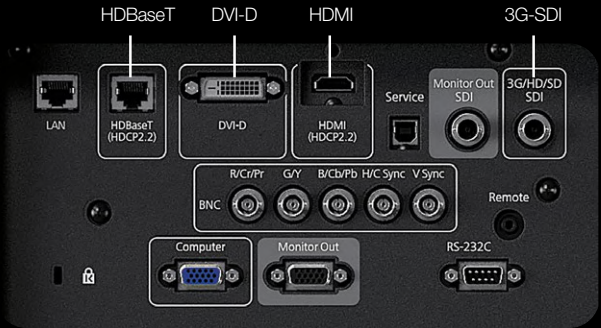 HDBaseT DVI-D HDMI 3G-SDI
LAN
HDBaseT
(HDCP2.2)
DVI-D
HDMI
(HDCP2.2)
Service
Monitor Out
SDI
3G/HD/SD
SDI
BNC
R/Cr/Pr G/Y B/Cb/Pb H/C Sync V Sync
Remote
Computer
Monitor Out
RS-232C
K